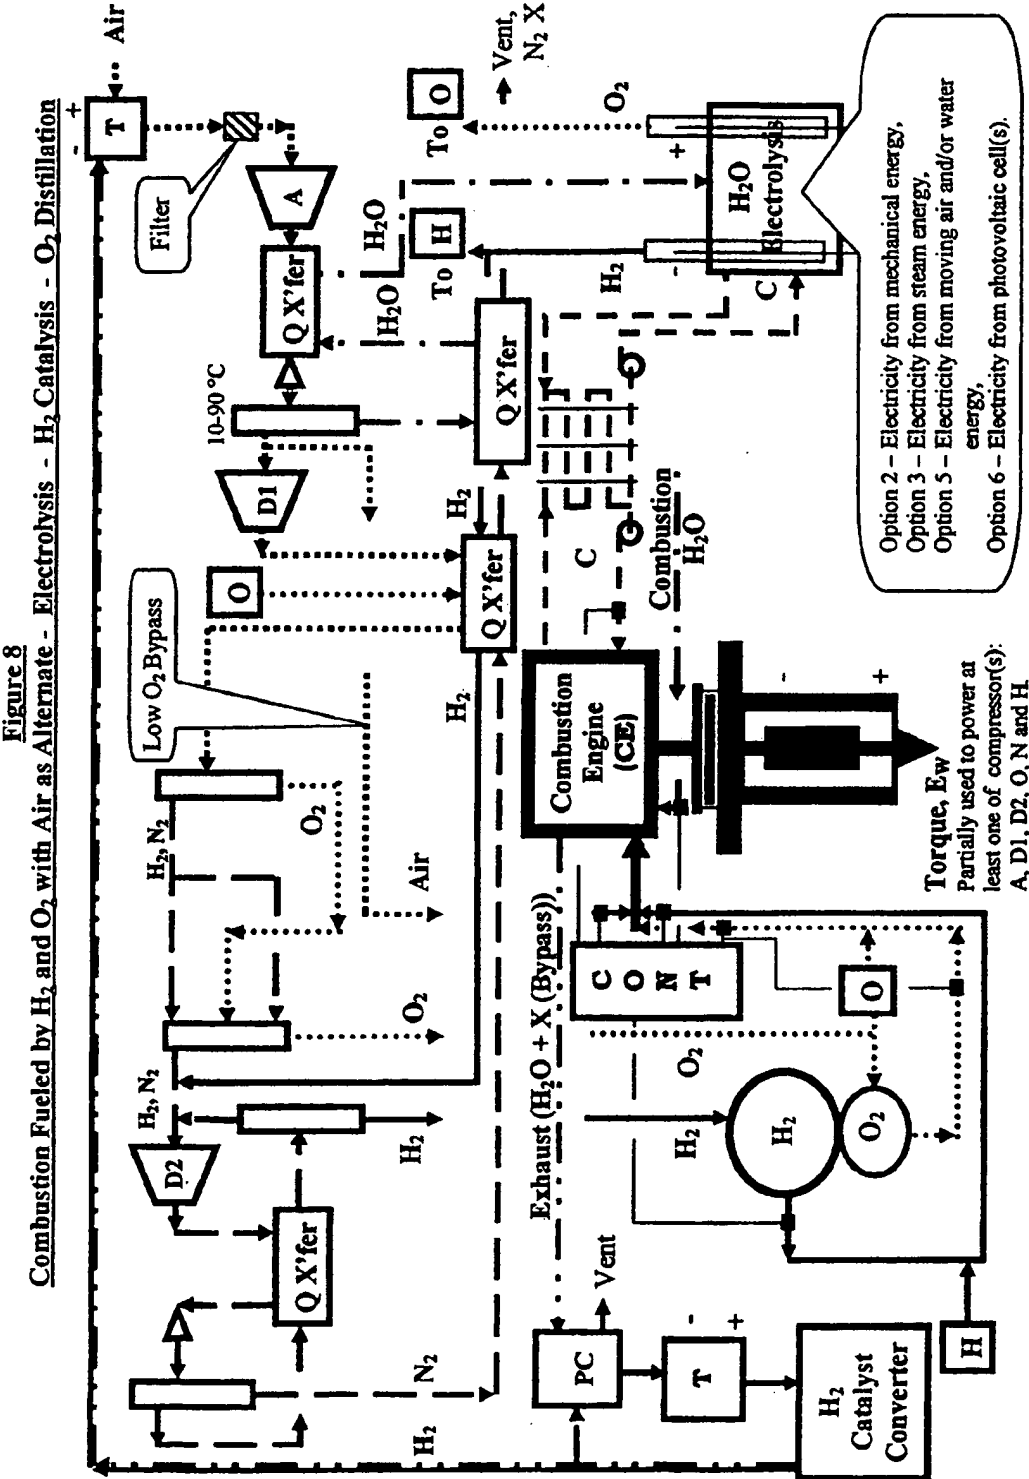 Figure 8
Combustion Fueled by H2 and O2 with Air as Alternate - Electrolysis - H2 Catalysis - O2 Distillation
Air
- +
T
Filter
A
Q X'fer
H2O
H2O
10-90 °C
D1
O
Low O2 Bypass
H2, N2
O2
Air
O2
H2, N2
D2
H2
Q X'fer
N2
H2
To H
To O
Vent,
N2 X
O2
H2
Q X'fer
H2
Q X'fer
H2
- +
H2O
Electrolysis
C
C
Combustion
H2O
Combustion
Engine
(CE)
Exhaust (H2O + X (Bypass))
C
O
N
T
O2
H2
H2
O2
O
H
Vent
PC
T
- +
H2
Catalyst
Converter
- +
Torque, EW
Partially used to power at
least one of compressor(s):
A, D1, D2, O, N and H
Option 2 – Electricity from mechanical energy,
Option 3 – Electricity from steam energy,
Option 5 – Electricity from moving air and/or water
energy,
Option 6 – Electricity from photovoltaic cell(s).